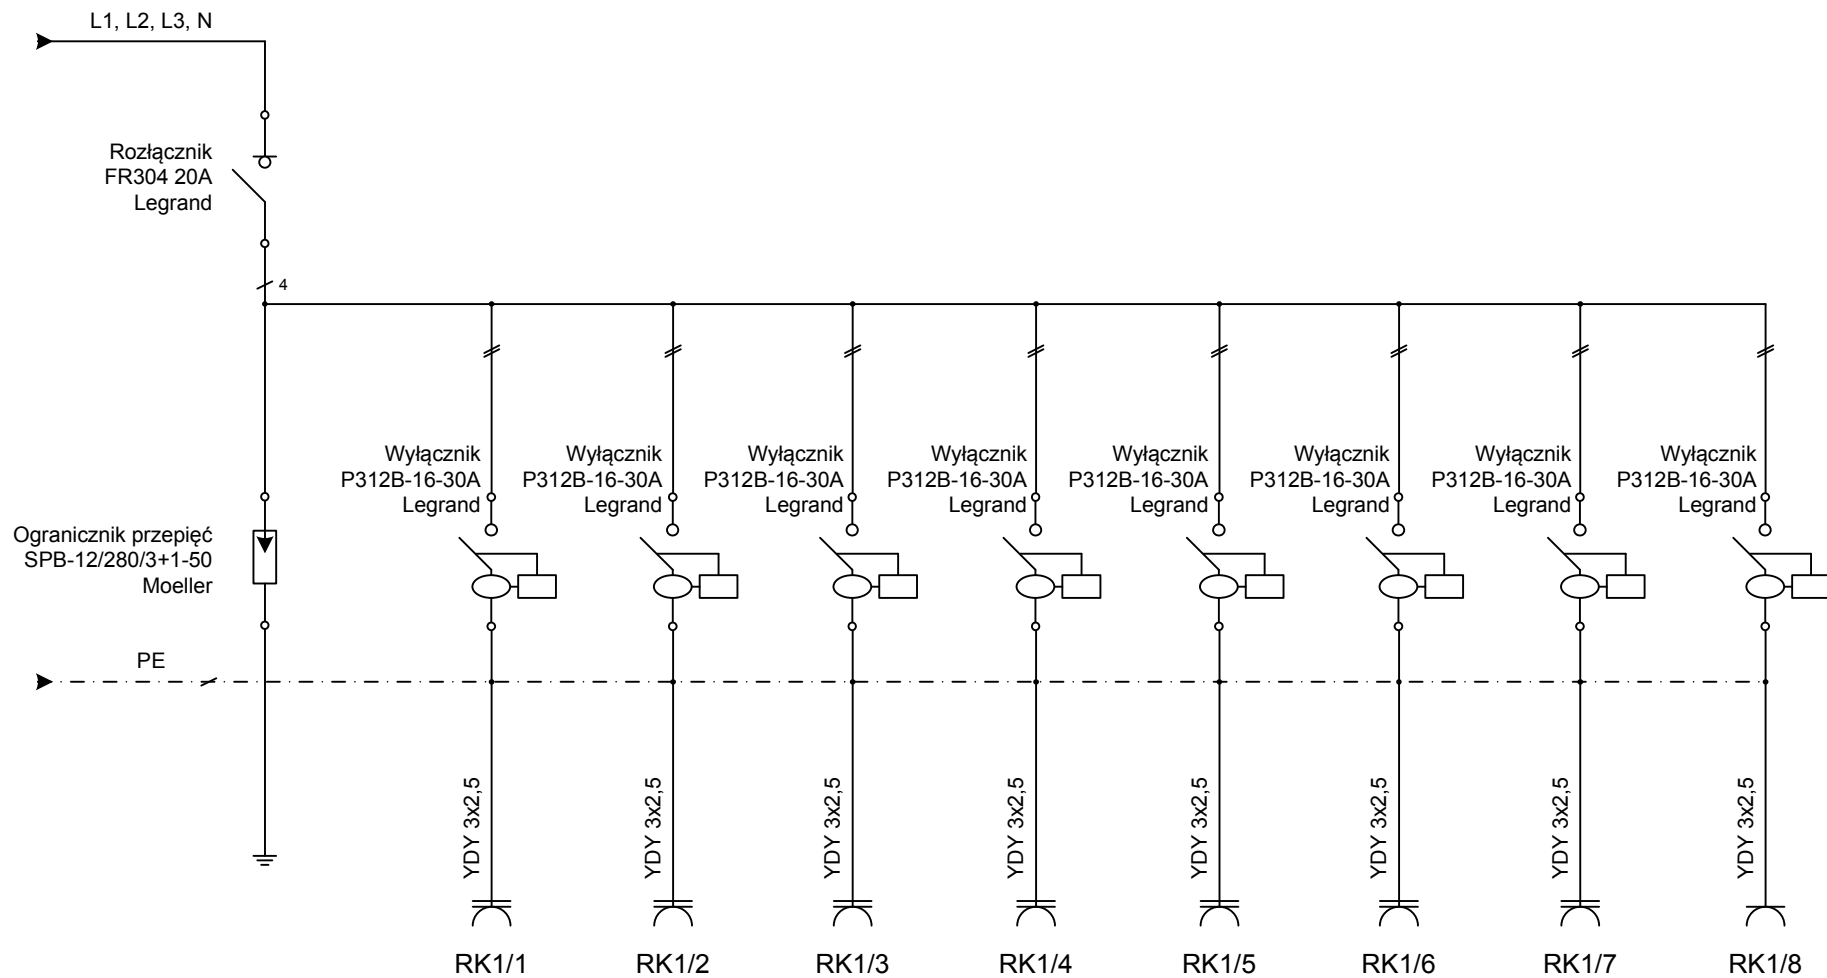 L1, L2, L3, N
Rozłącznik
FR304 20A
Legrand
4
Wyłącznik
P312B-16-30A
Legrand
Wyłącznik
P312B-16-30A
Legrand
Wyłącznik
P312B-16-30A
Legrand
Wyłącznik
P312B-16-30A
Legrand
Wyłącznik
P312B-16-30A
Legrand
Wyłącznik
P312B-16-30A
Legrand
Wyłącznik
P312B-16-30A
Legrand
Wyłącznik
P312B-16-30A
Legrand
Ogranicznik przepięć
SPB-12/280/3+1-50
Moeller
PE
YDY 3x2,5
YDY 3x2,5
YDY 3x2,5
YDY 3x2,5
YDY 3x2,5
YDY 3x2,5
YDY 3x2,5
YDY 3x2,5
RK1/1
RK1/2
RK1/3
RK1/4
RK1/5
RK1/6
RK1/7
RK1/8